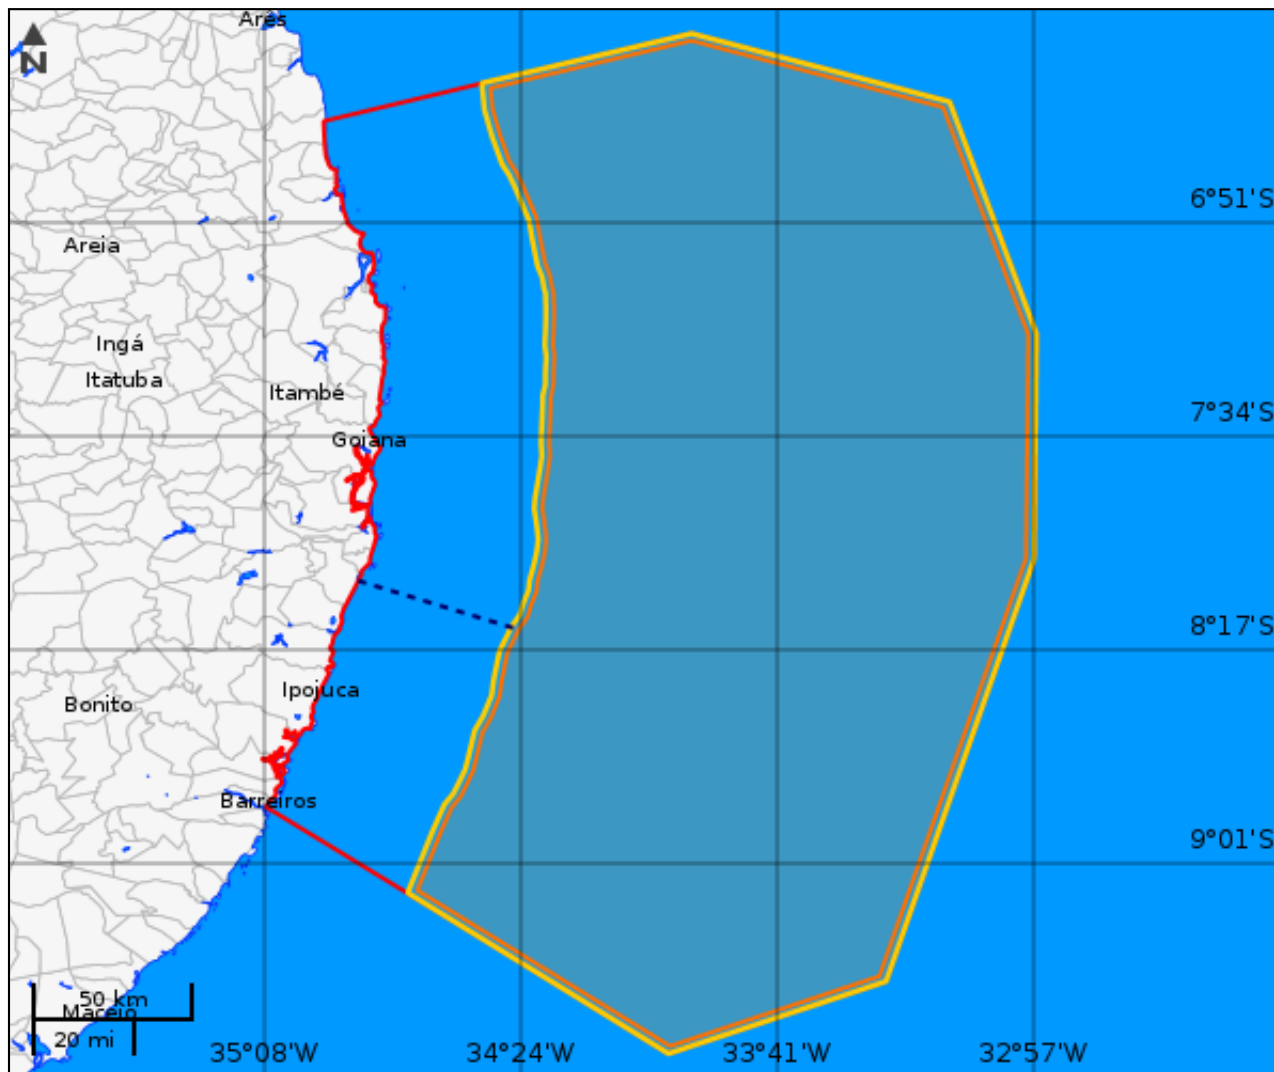 Arês
N
6°51'S
Areia
Ingá
Itatuba
Itambé
7°34'S
Goiana
8°17'S
Ipojuca
Bonito
Barreiros
9°01'S
50 km
Maceió
20 mi
35°08'W
34°24'W
33°41'W
32°57'W